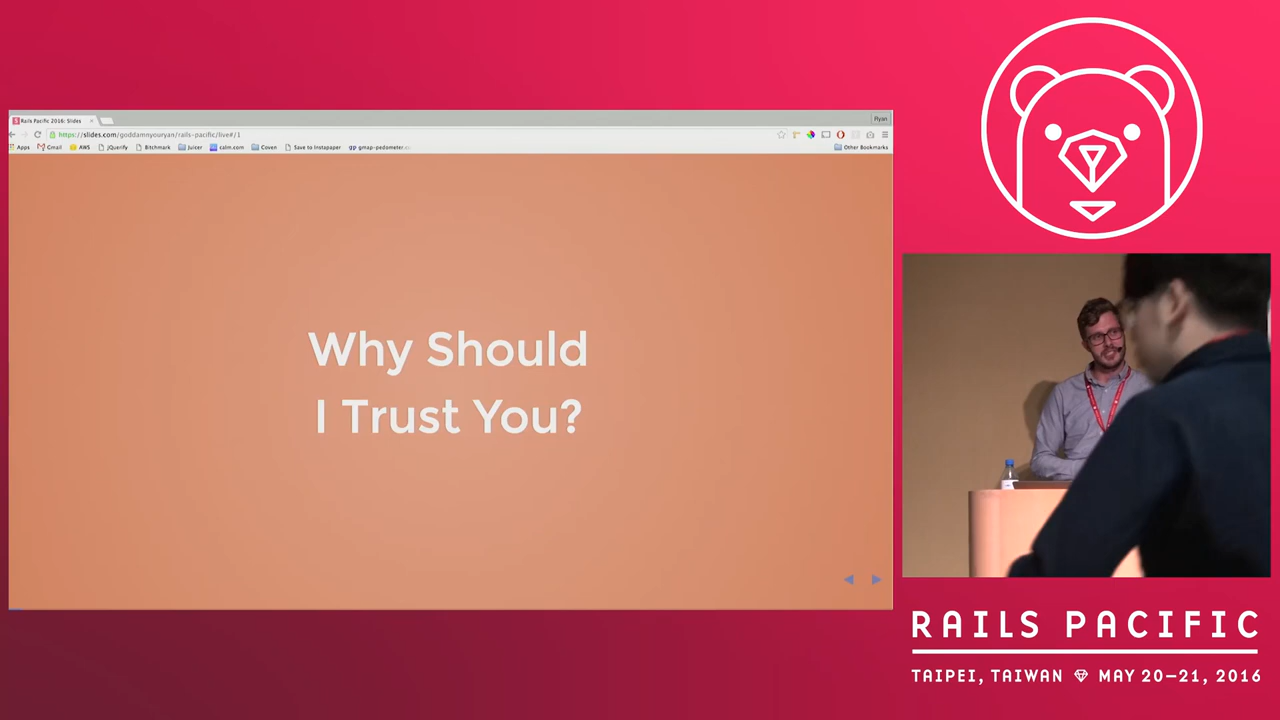 Rails Pacific 2016: Slides
Ryan
https://slides.com/goddamnyouryan/rails-pacific/live#/1
Apps Gmail AWS jQuerify Bitchmark Juicer calm.com Coven Save to Instapaper gmap-pedometer Other Bookmarks
Why Should
I Trust You?
RAILS PACIFIC
TAIPEI, TAIWAN MAY 20–21, 2016